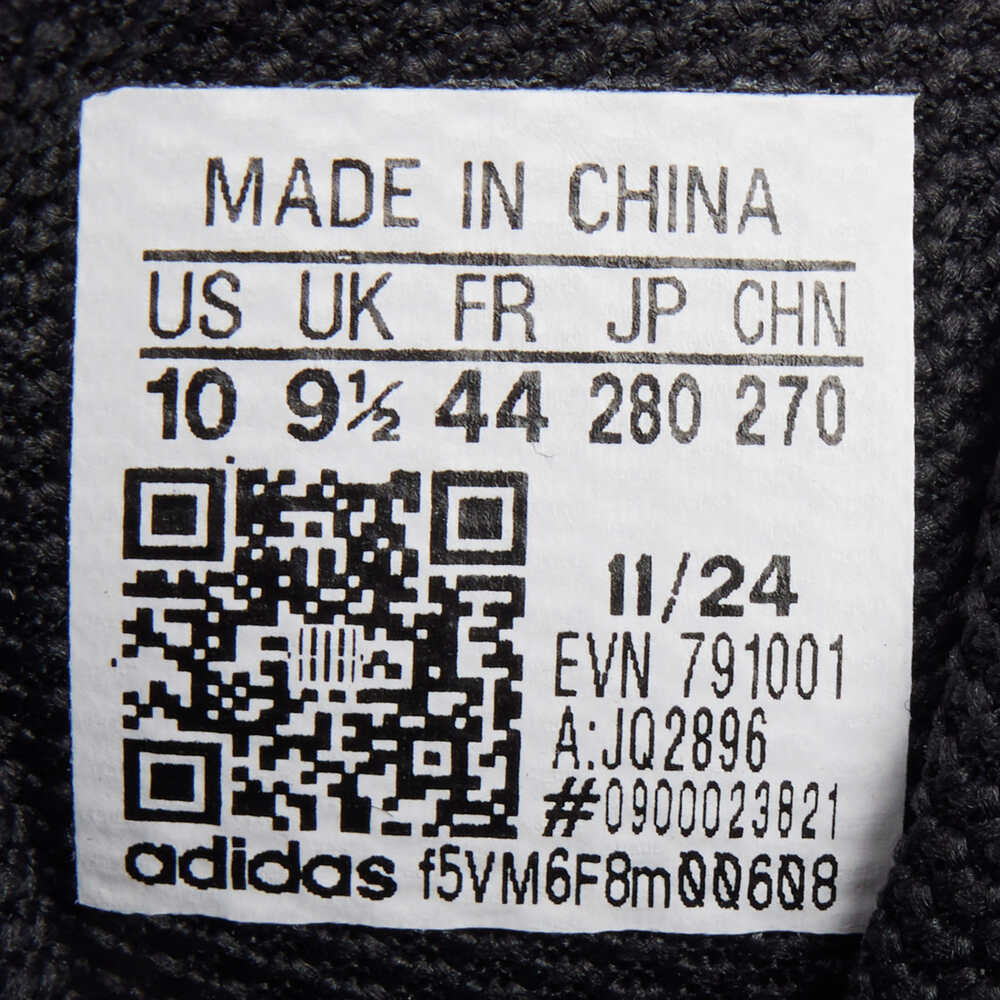 MADE IN CHINA
US UK FR JP CHN
10 9½ 44 280 270
11/24
EVN 791001
A:JQ2896
#0900023821
adidas f5VM6F8m00608